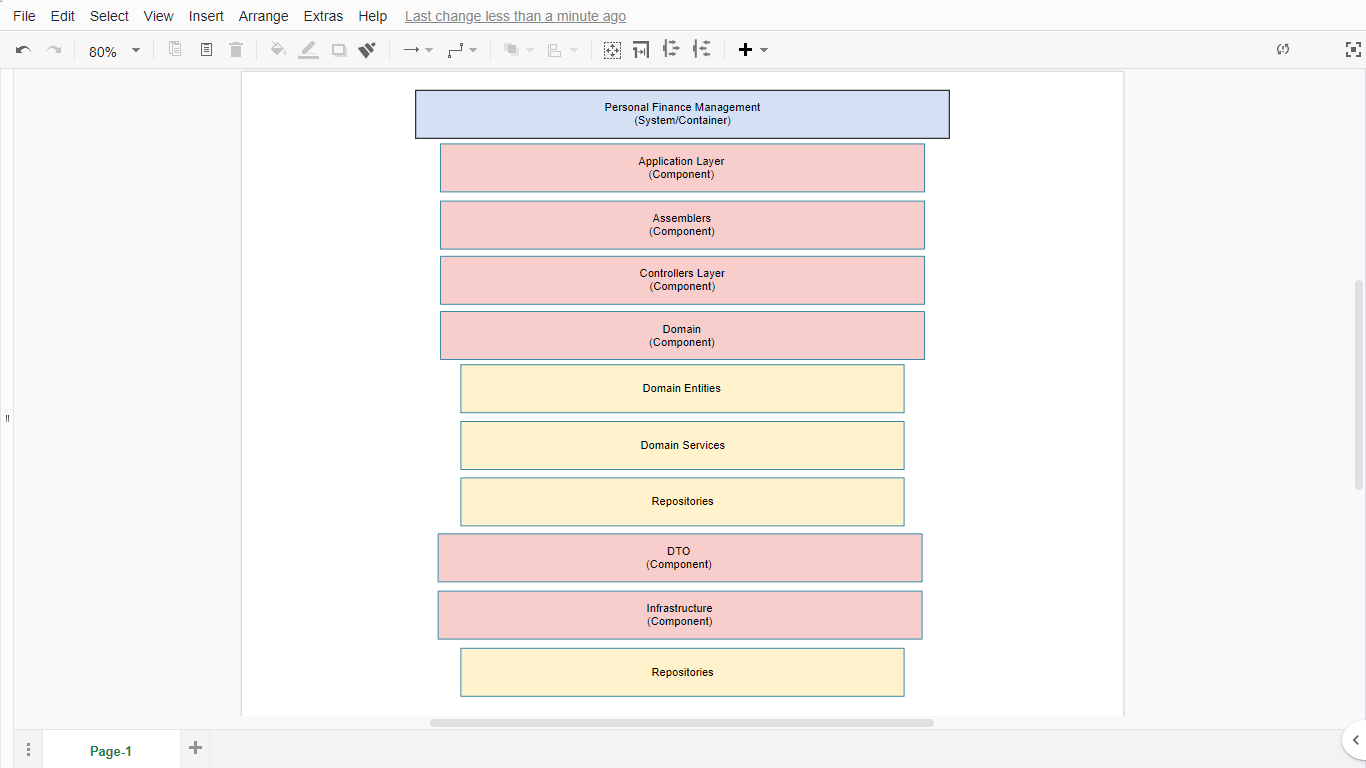 File Edit Select View Insert Arrange Extras Help Last change less than a minute ago
80%
Personal Finance Management
(System/Container)
Application Layer
(Component)
Assemblers
(Component)
Controllers Layer
(Component)
Domain
(Component)
Domain Entities
Domain Services
Repositories
DTO
(Component)
Infrastructure
(Component)
Repositories
Page-1